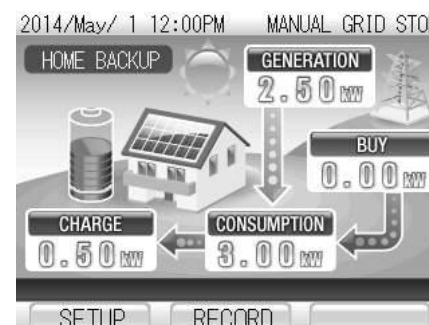 2014/May/ 1 12:00PM MANUAL GRID STO
HOME BACKUP
GENERATION
2.50 kW
BUY
0.00 kW
CHARGE
0.50 kW
CONSUMPTION
3.00 kW
SETUP RECORD